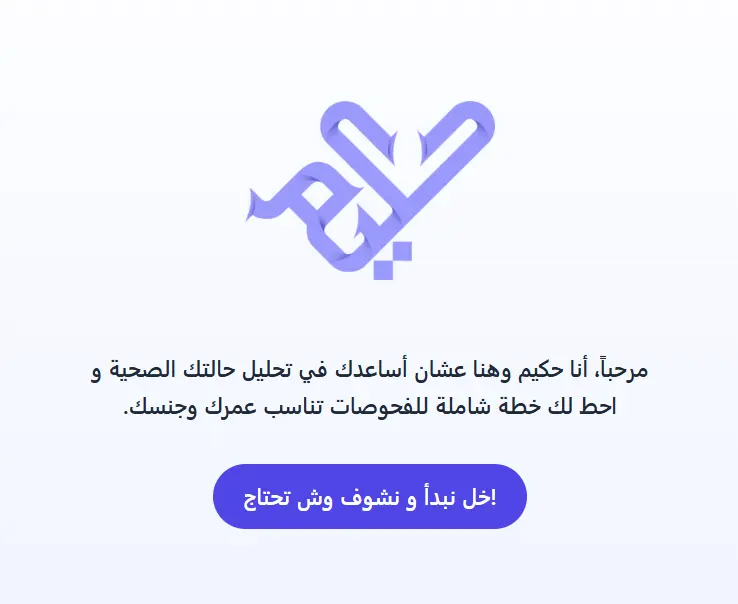 حكيم
مرحباً، أنا حكيم وهنا عشان أساعدك في تحليل حالتك الصحية و
احط لك خطة شاملة للفحوصات تناسب عمرك وجنسك.
!خل نبدأ و نشوف وش تحتاج